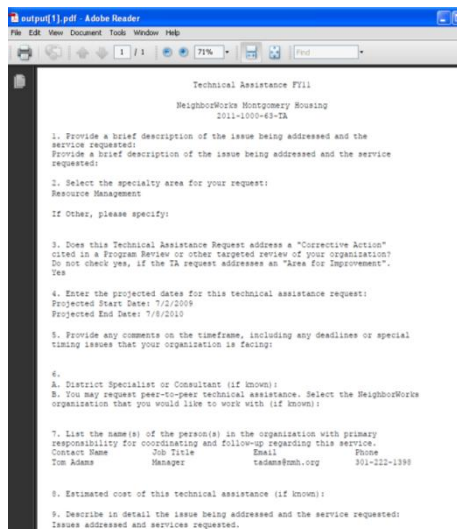 output[1].pdf - Adobe Reader
File Edit View Document Tools Window Help
1 / 1 71% Find
Technical Assistance FY11
NeighborWorks Montgomery Housing
2011-1000-63-TA
1. Provide a brief description of the issue being addressed and the
service requested:
Provide a brief description of the issue being addressed and the service
requested:
2. Select the specialty area for your request:
Resource Management
If Other, please specify:
3. Does this Technical Assistance Request address a "Corrective Action"
cited in a Program Review or other targeted review of your organization?
Do not check yes, if the TA request addresses an "Area for Improvement".
Yes
4. Enter the projected dates for this technical assistance request:
Projected Start Date: 7/2/2009
Projected End Date: 7/8/2010
5. Provide any comments on the timeframe, including any deadlines or special
timing issues that your organization is facing:
6.
A. District Specialist or Consultant (if known):
B. You may request peer-to-peer technical assistance. Select the NeighborWorks
organization that you would like to work with (if known):
7. List the name(s) of the person(s) in the organization with primary
responsibility for coordinating and follow-up regarding this service.
Contact Name Job Title Email Phone
Tom Adams Manager tadams@nmh.org 301-222-1398
8. Estimated cost of this technical assistance (if known):
9. Describe in detail the issue being addressed and the service requested:
Issues addressed and services requested.